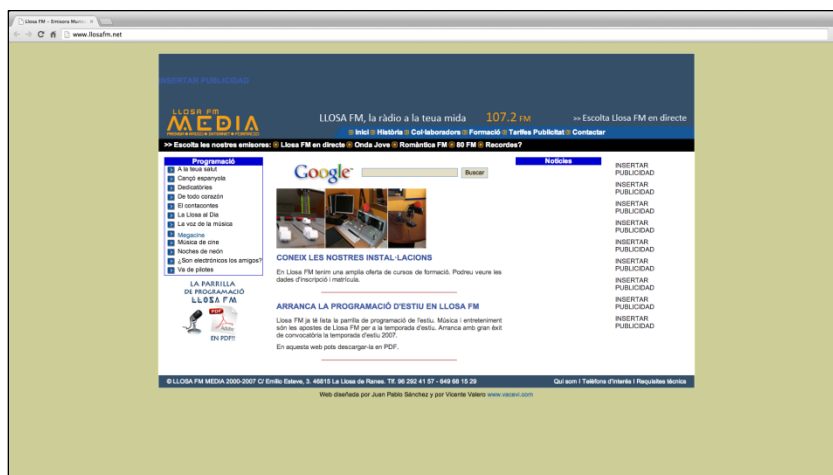 Llosa FM - Emisora Munic
www.llosafm.net
INSERTAR PUBLICIDAD
LLOSA FM
MEDIA
LLOSA FM, la ràdio a la teua mida 107.2 FM >> Escolta Llosa FM en directe
Inici Història Col·laboradors Formació Tarifes Publicitat Contactar
>> Escolta les nostres emisores: Llosa FM en directe Onda Jove Romàntica FM 80 FM Recordes?
Programació
A la teua salut
Cançó espanyola
Dedicatòries
De todo corazón
El contacontes
La Llosa al Dia
La voz de la música
Megacine
Música de cine
Noches de neón
¿Son electrónicos los amigos?
Va de pilotes
LA PARRILLA
DE PROGRAMACIÓ
LLOSA FM
PDF
Adobe
EN PDF!!
Google
Buscar
CONEIX LES NOSTRES INSTAL·LACIONS
En Llosa FM tenim una amplia oferta de cursos de formació. Podreu veure les
dades d'inscripció i matrícula.
ARRANCA LA PROGRAMACIÓ D'ESTIU EN LLOSA FM
Llosa FM ja té llista la parrilla de programació de l'estiu. Música i entreteniment
són les apostes de Llosa FM per a la temporada d'estiu. Arranca amb gran èxit
de convocatòria la temporada d'estiu 2007.
En aquesta web pots descargar-la en PDF.
Noticies
INSERTAR
PUBLICIDAD
INSERTAR
PUBLICIDAD
INSERTAR
PUBLICIDAD
INSERTAR
PUBLICIDAD
INSERTAR
PUBLICIDAD
INSERTAR
PUBLICIDAD
INSERTAR
PUBLICIDAD
INSERTAR
PUBLICIDAD
INSERTAR
PUBLICIDAD
© LLOSA FM MEDIA 2000-2007 C/ Emilio Esteve, 3. 46815 La Llosa de Ranes. Tlf. 96 292 41 57 - 649 68 15 29 Qui som I Telèfons d'interés I Requisites tècnics
Web diseñada por Juan Pablo Sánchez y por Vicente Valero www.vacevi.com